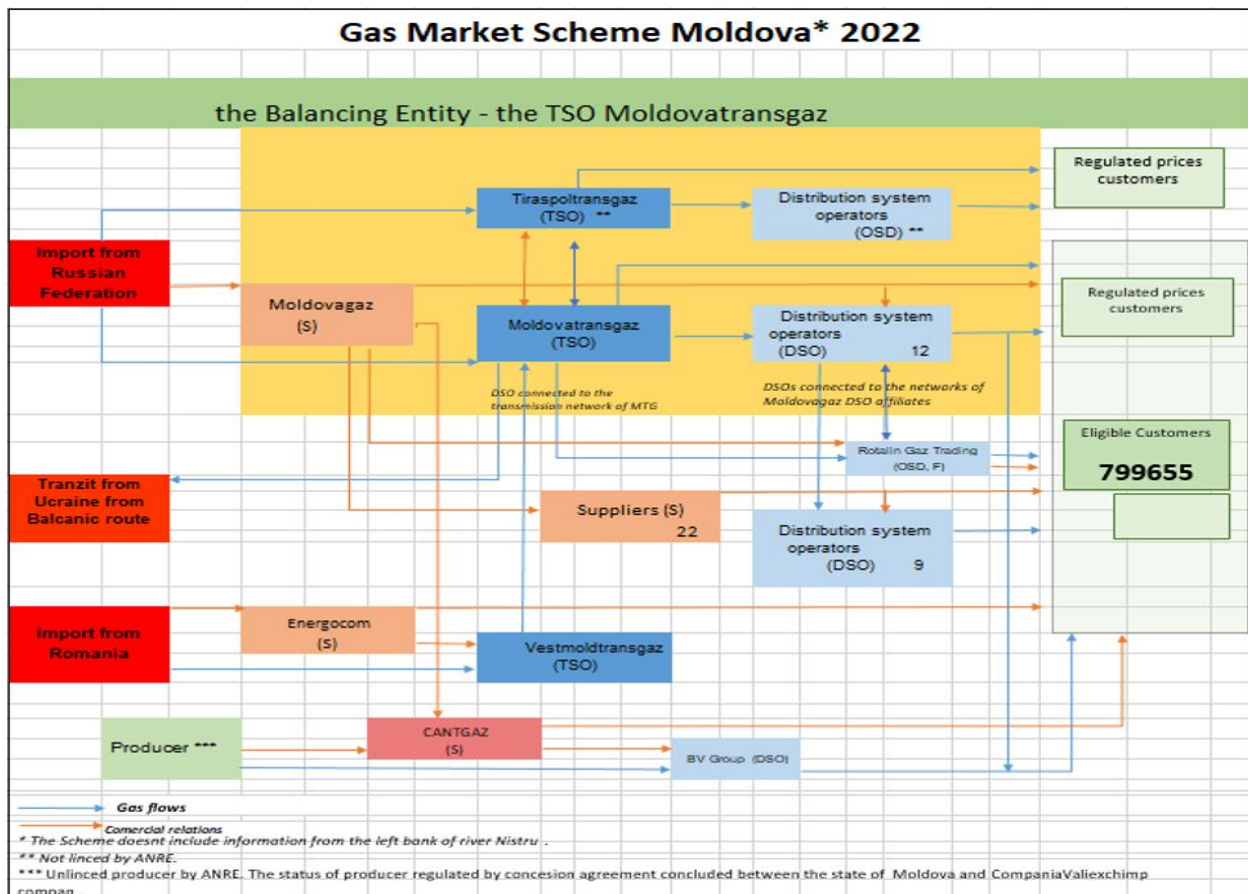 Gas Market Scheme Moldova* 2022
the Balancing Entity - the TSO Moldovatransgaz
Regulated prices
customers
Tiraspoltransgaz
(TSO) **
Distribution system
operators
(OSD) **
Import from
Russian
Federation
Moldovagaz
(S)
Moldovatransgaz
(TSO)
Distribution system
operators
(DSO) 12
Regulated prices
customers
DSO connected to the
transmission network of MTG
DSOs connected to the networks of
Moldovagaz DSO affiliates
Rotalin Gaz Trading
(OSD, F)
Eligible Customers
799655
Tranzit from
Ucraine from
Balcanic route
Suppliers (S)
22
Distribution system
operators
(DSO) 9
Import from
Romania
Energocom
(S)
Vestmoldtransgaz
(TSO)
Producer ***
CANTGAZ
(S)
BV Group (DSO)
Gas flows
Comercial relations
* The Scheme doesnt include information from the left bank of river Nistru .
** Not linced by ANRE.
*** Unlinced producer by ANRE. The status of producer regulated by concesion agreement concluded between the state of Moldova and CompaniaValiexchimp
compan